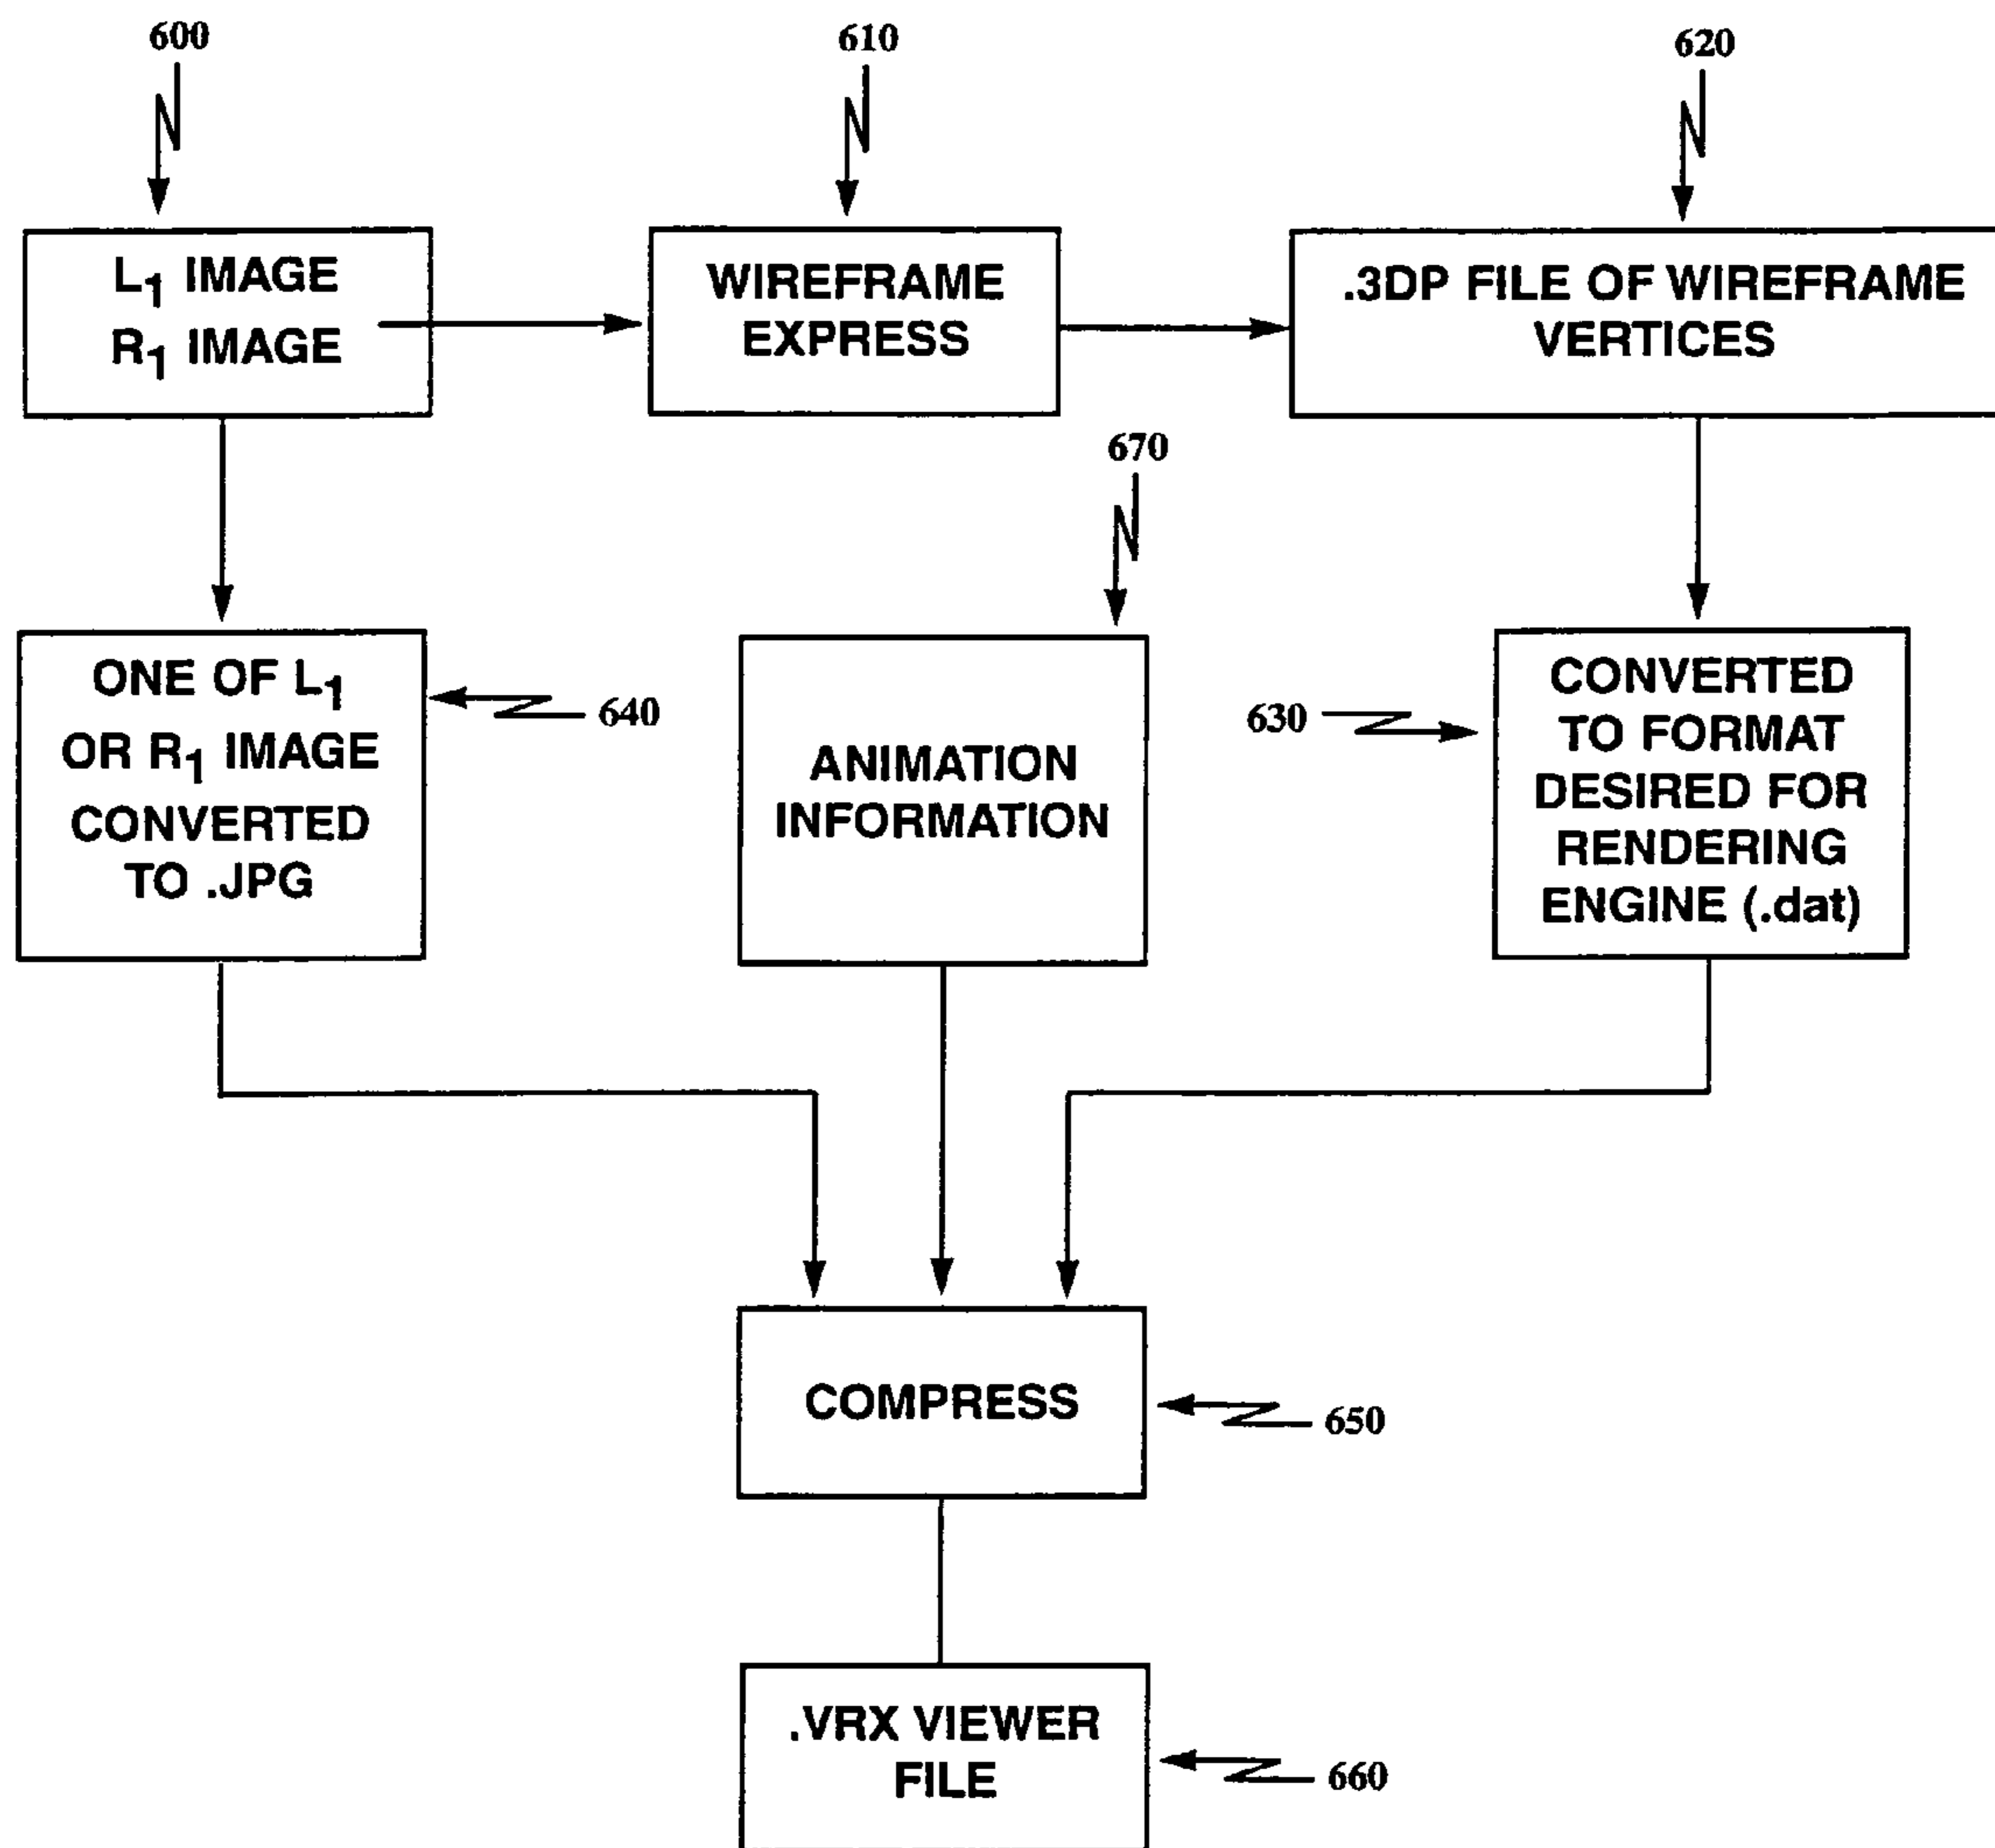 600
610
620
L1 IMAGE
R1 IMAGE
WIREFRAME
EXPRESS
.3DP FILE OF WIREFRAME
VERTICES
670
ONE OF L1
OR R1 IMAGE
CONVERTED
TO .JPG
640
ANIMATION
INFORMATION
630
CONVERTED
TO FORMAT
DESIRED FOR
RENDERING
ENGINE (.dat)
COMPRESS
650
.VRX VIEWER
FILE
660